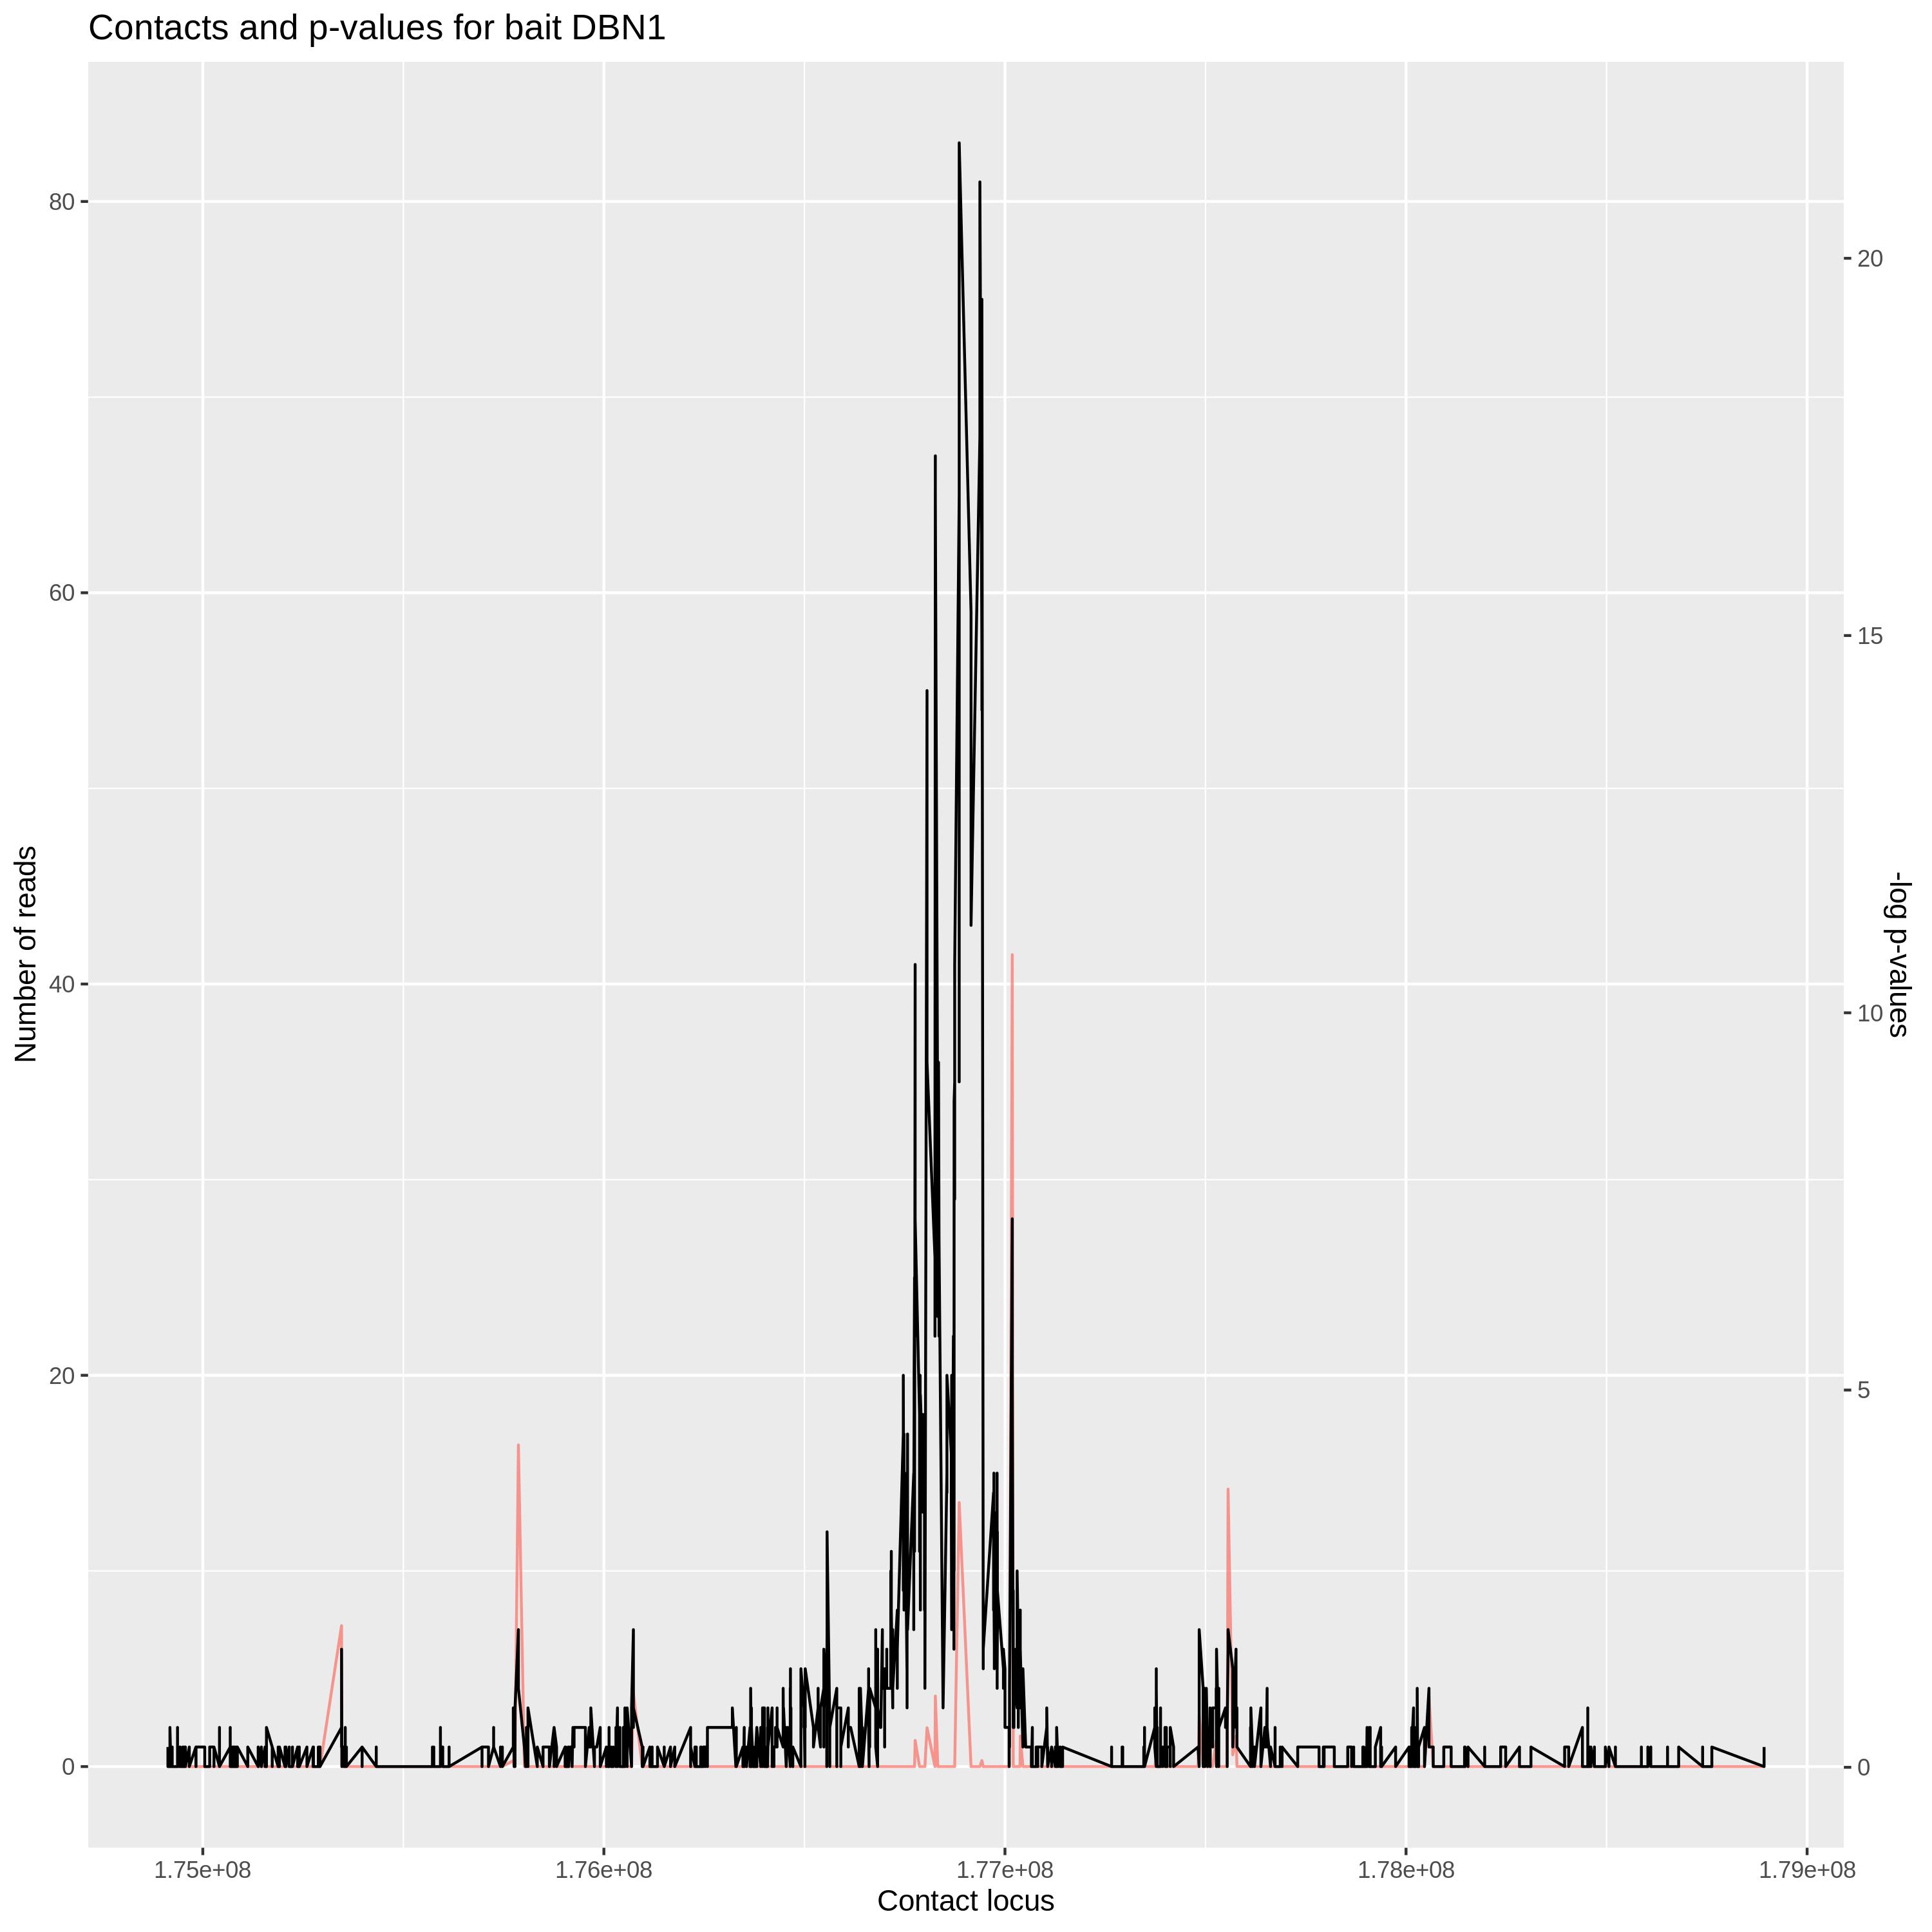 Contacts and p-values for bait DBN1
80
60
40
20
0
Number of reads
20
15
10
5
0
-log p-values
1.75e+08
1.76e+08
1.77e+08
1.78e+08
1.79e+08
Contact locus